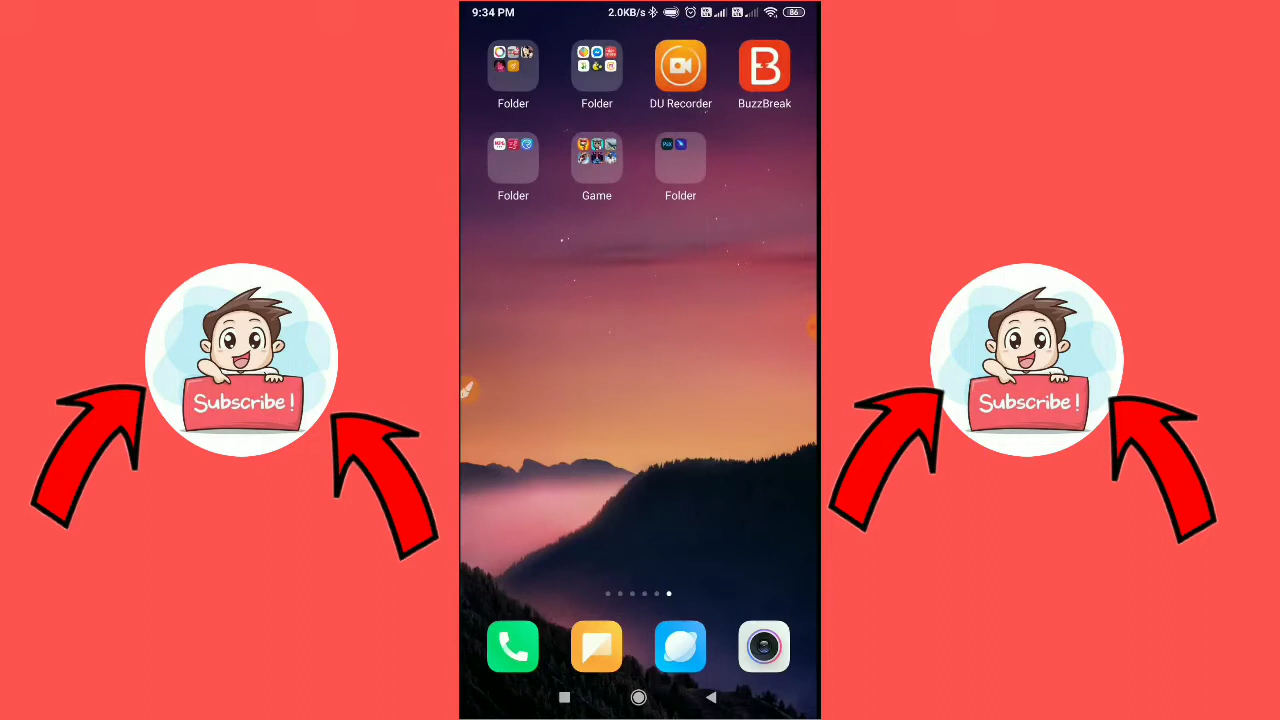 9:34 PM
2.0KB/s
86
Folder
Folder
DU Recorder
BuzzBreak
Folder
Game
Folder
Subscribe!
Subscribe!